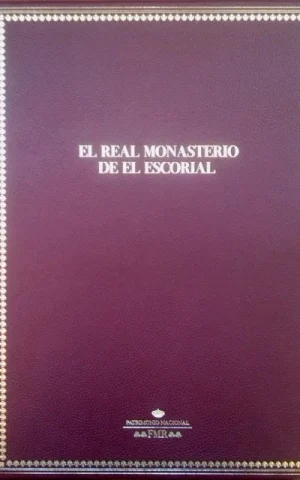 EL REAL MONASTERIO
DE EL ESCORIAL
PATRIMONIO NACIONAL
FMR